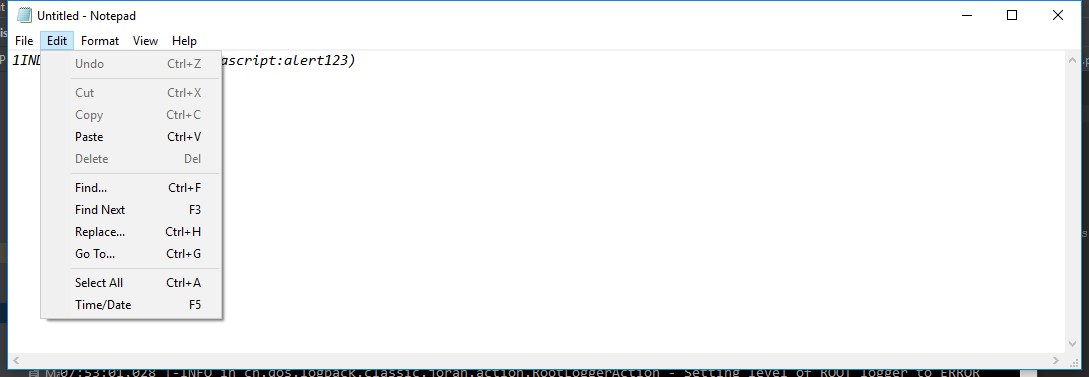 Untitled - Notepad
File Edit Format View Help
1IND ascript:alert123)
Undo Ctrl+Z
Cut Ctrl+X
Copy Ctrl+C
Paste Ctrl+V
Delete Del
Find... Ctrl+F
Find Next F3
Replace... Ctrl+H
Go To... Ctrl+G
Select All Ctrl+A
Time/Date F5
07:53:01.028 |-INFO in ch.qos.logback.classic.joran.action.RootLoggerAction - Setting level of ROOT logger to ERROR